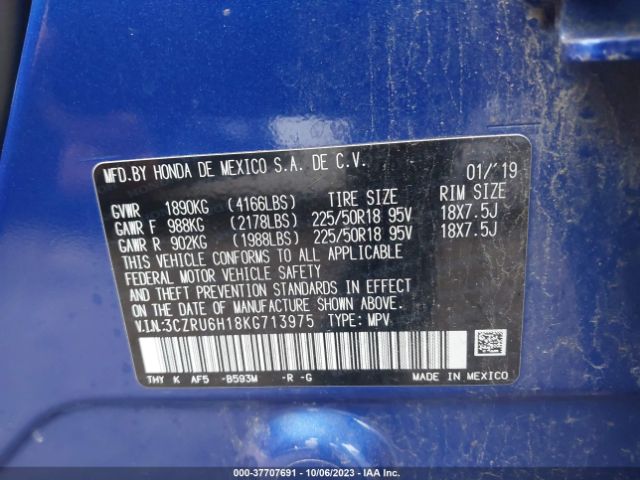 MFD.BY HONDA DE MEXICO S.A. DE C.V. 01/'19
GVWR 1890KG (4166LBS) TIRE SIZE RIM SIZE
GAWR F 988KG (2178LBS) 225/50R18 95V 18X7.5J
GAWR R 902KG (1988LBS) 225/50R18 95V 18X7.5J
THIS VEHICLE CONFORMS TO ALL APPLICABLE
FEDERAL MOTOR VEHICLE SAFETY
AND THEFT PREVENTION STANDARDS IN EFFECT
ON THE DATE OF MANUFACTURE SHOWN ABOVE.
V.I.N:3CZRU6H18KG713975 TYPE: MPV
THY K AF5 -B593M -R -G MADE IN MEXICO
000-37707691 - 10/06/2023 - IAAI.COM